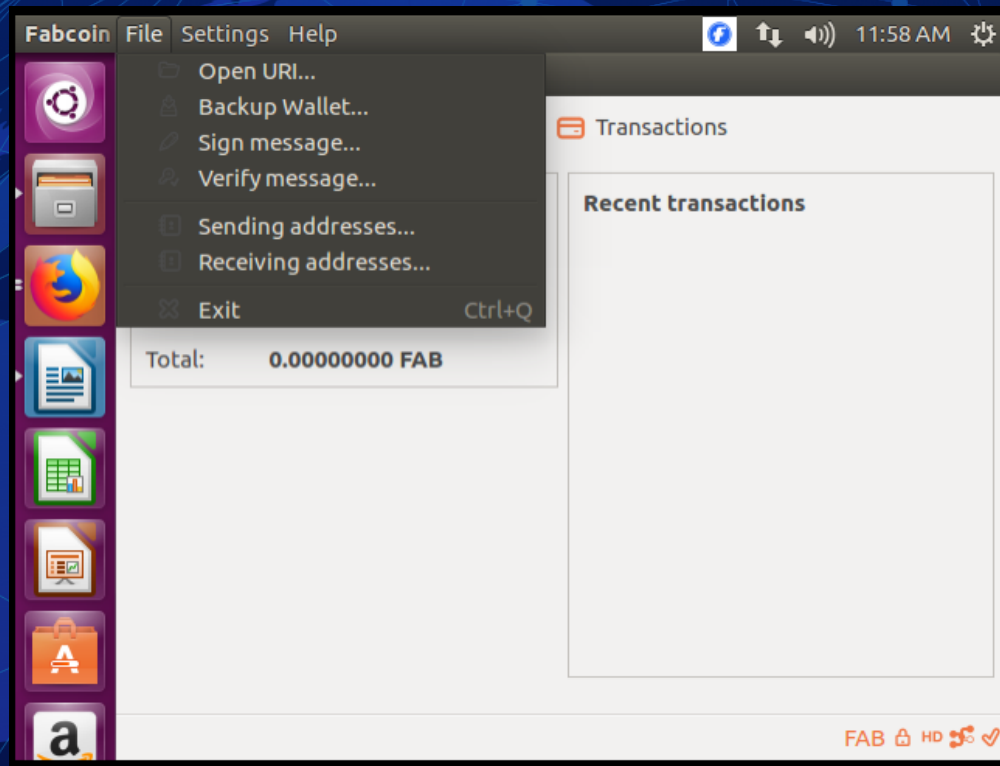 Fabcoin File Settings Help 11:58 AM
Open URI...
Backup Wallet...
Sign message...
Verify message...
Sending addresses...
Receiving addresses...
Exit Ctrl+Q
Transactions
Recent transactions
Total: 0.00000000 FAB
FAB HD